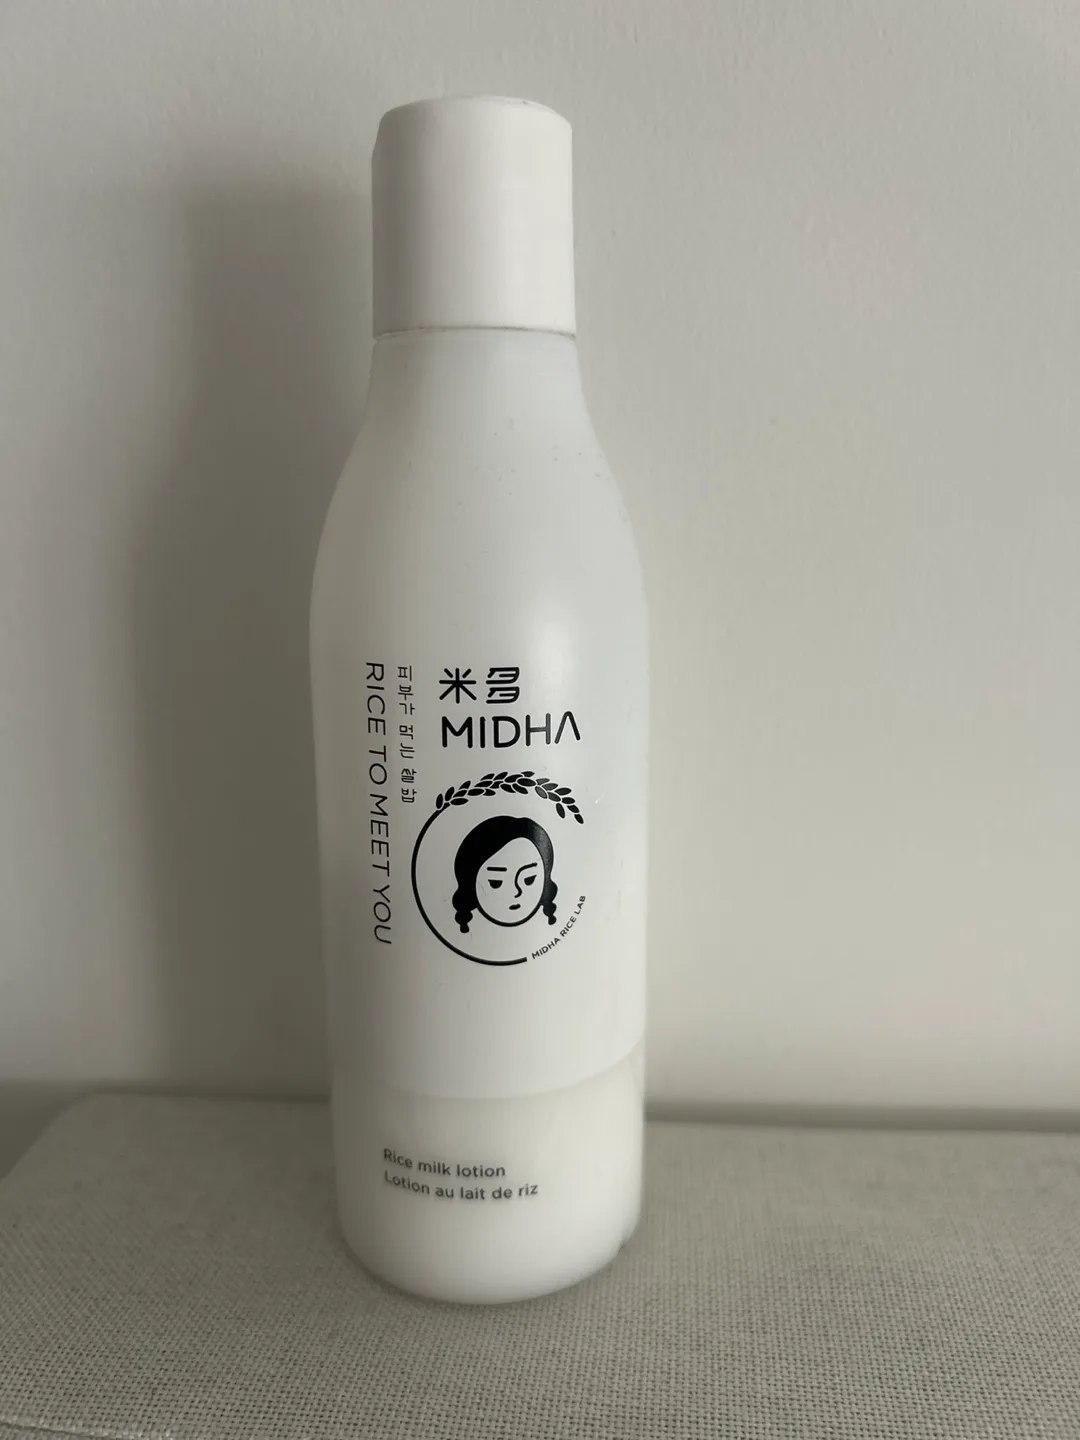 米多
MIDHA
피부가 먹는 쌀밥
RICE TO MEET YOU
MIDHA RICE LAB
Rice milk lotion
Lotion au lait de riz